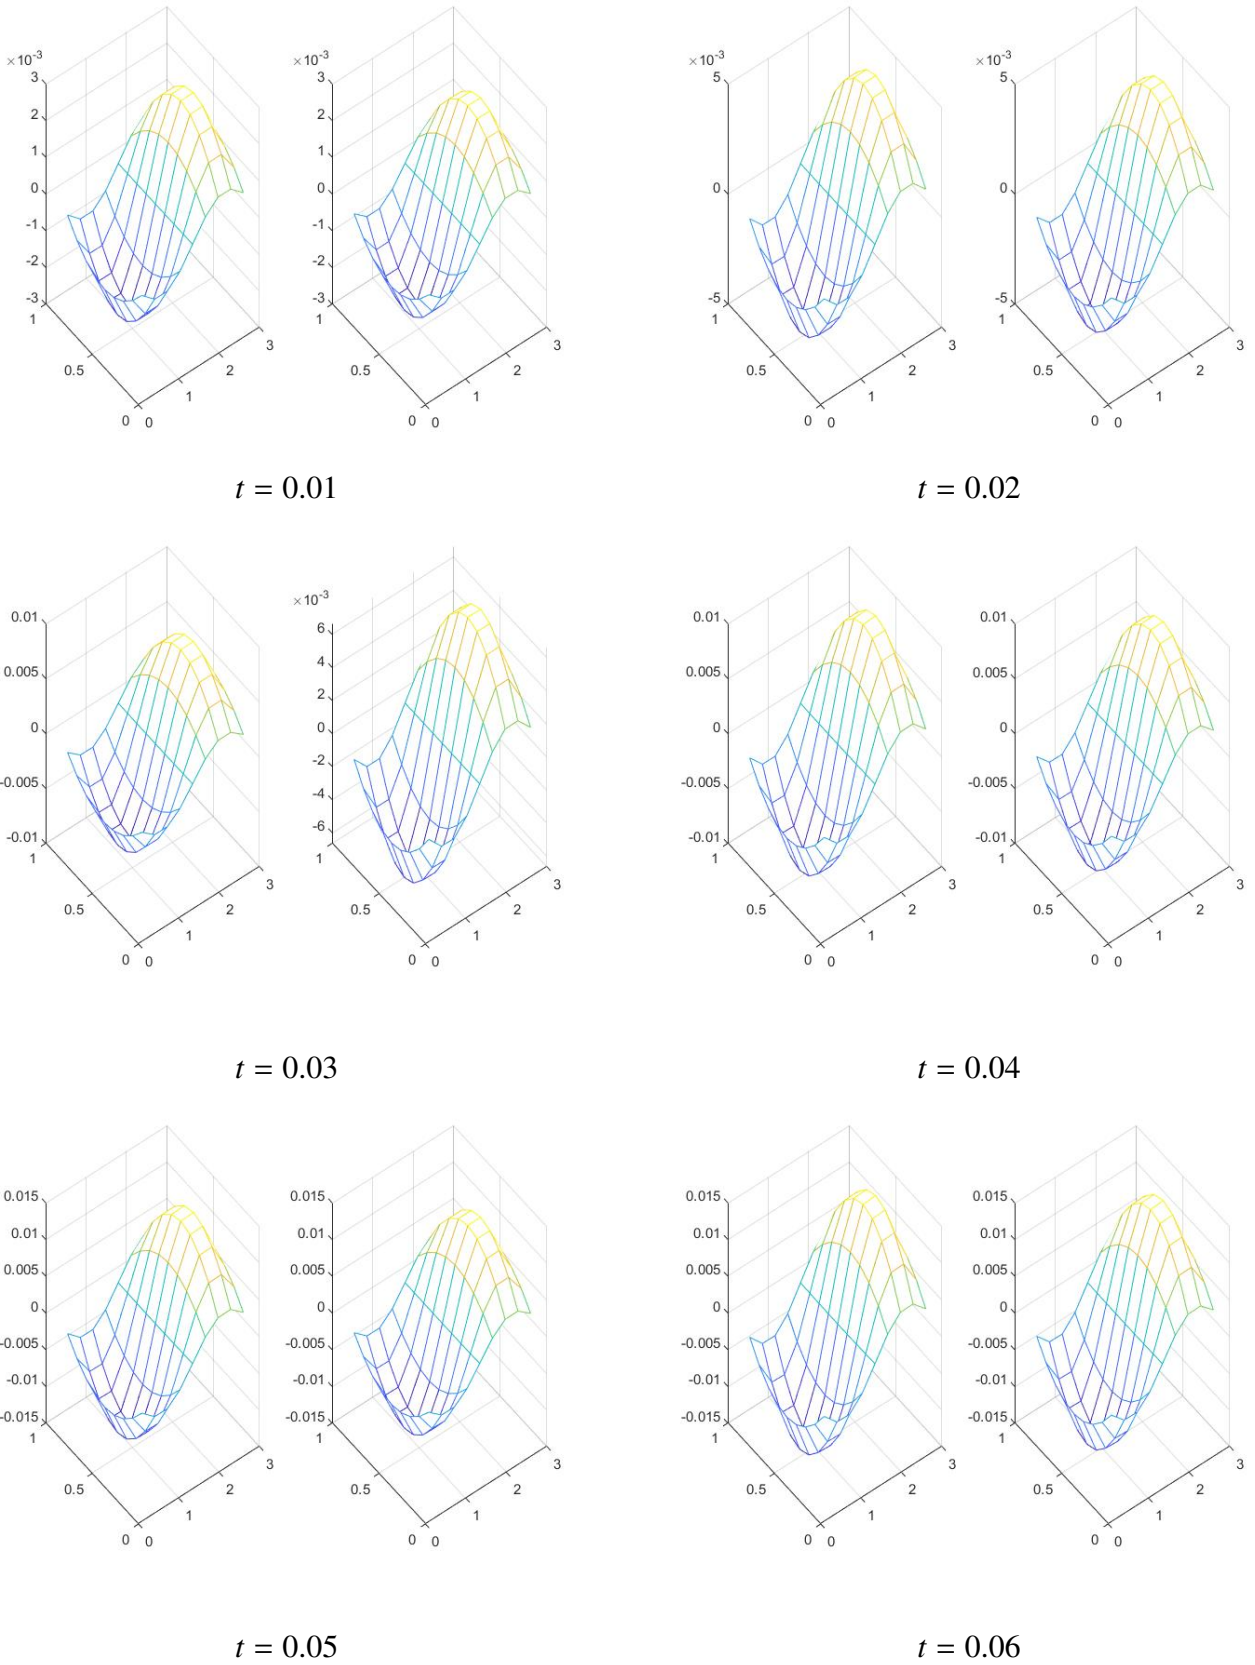 ×10-3 ×10-3 ×10-3 ×10-3
3 3 5 5
2 2
1 1
0 0 0 0
-1 -1
-2 -2
-3 -3 -5 -5
1 1 1 1
0.5 0.5 0.5 0.5
3 3 3 3
2 2 2 2
1 1 1 1
0 0 0 0 0 0 0 0
t = 0.01 t = 0.02
0.01 ×10-3 0.01 0.01
6
0.005 4 0.005 0.005
2
0 0 0 0
-2
-0.005 -4 -0.005 -0.005
-0.01 -6 -0.01 -0.01
1 1 1 1
0.5 0.5 0.5 0.5
3 3 3 3
2 2 2 2
1 1 1 1
0 0 0 0 0 0 0 0
t = 0.03 t = 0.04
0.015 0.015 0.015 0.015
0.01 0.01 0.01 0.01
0.005 0.005 0.005 0.005
0 0 0 0
-0.005 -0.005 -0.005 -0.005
-0.01 -0.01 -0.01 -0.01
-0.015 -0.015 -0.015 -0.015
1 1 1 1
0.5 0.5 0.5 0.5
3 3 3 3
2 2 2 2
1 1 1 1
0 0 0 0 0 0 0 0
t = 0.05 t = 0.06